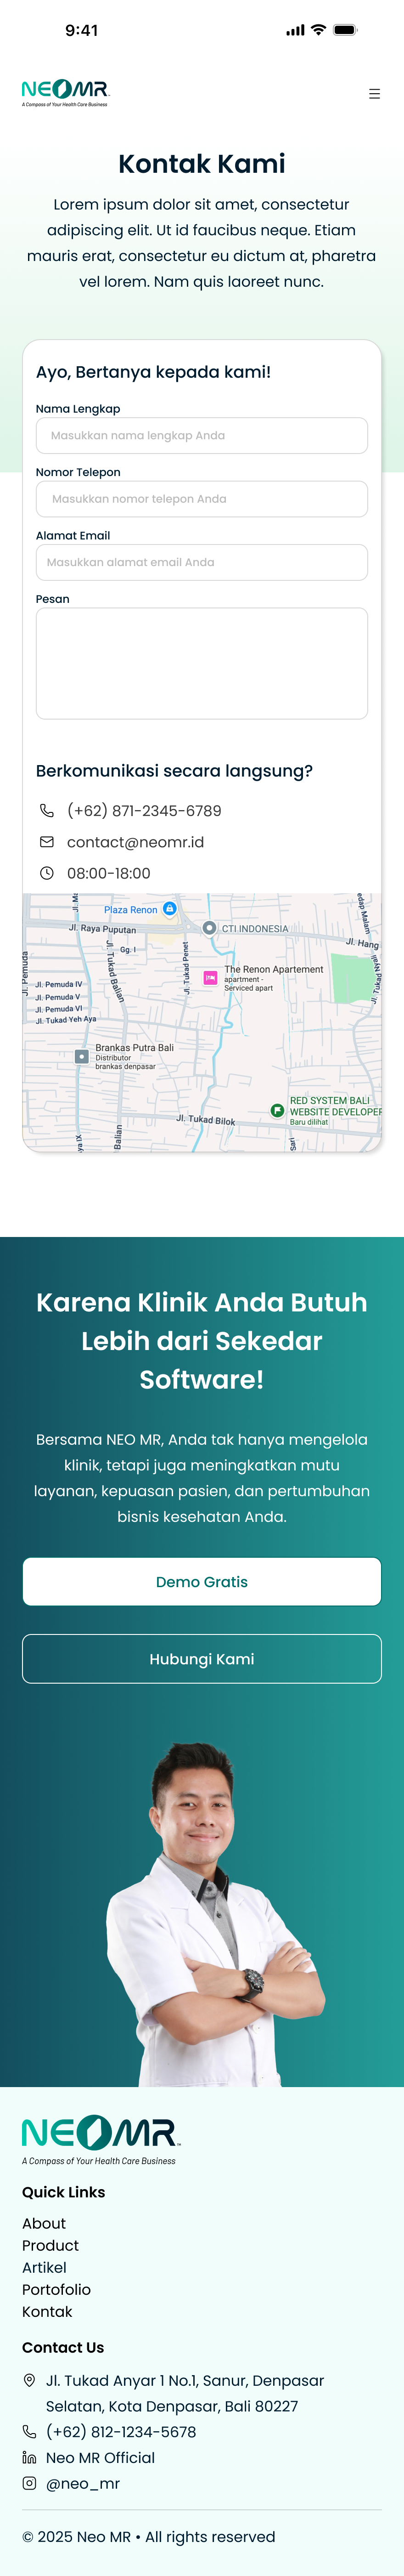 9:41
NEOMR
A Compass of Your Health Care Business
Kontak Kami
Lorem ipsum dolor sit amet, consectetur
adipiscing elit. Ut id faucibus neque. Etiam
mauris erat, consectetur eu dictum at, pharetra
vel lorem. Nam quis laoreet nunc.
Ayo, Bertanya kepada kami!
Nama Lengkap
Masukkan nama lengkap Anda
Nomor Telepon
Masukkan nomor telepon Anda
Alamat Email
Masukkan alamat email Anda
Pesan
Berkomunikasi secara langsung?
(+62) 871-2345-6789
contact@neomr.id
08:00-18:00
Plaza Renon
CTI INDONESIA
Jl. Raya Puputan
Jl. Hang
Gg. I
Jl. Pemuda
Jl. Tukad Balian
Jl. Tukad Penet
The Renon Apartement
apartment -
Serviced apart
Jl. Pemuda IV
Jl. Pemuda V
Jl. Pemuda VI
Jl. Tukad Yeh Aya
Brankas Putra Bali
Distributor
brankas denpasar
RED SYSTEM BALI
WEBSITE DEVELOPER
Baru dilihat
Jl. Tukad Bilok
Balian
Karena Klinik Anda Butuh
Lebih dari Sekedar
Software!
Bersama NEO MR, Anda tak hanya mengelola
klinik, tetapi juga meningkatkan mutu
layanan, kepuasan pasien, dan pertumbuhan
bisnis kesehatan Anda.
Demo Gratis
Hubungi Kami
NEOMR
A Compass of Your Health Care Business
Quick Links
About
Product
Artikel
Portofolio
Kontak
Contact Us
Jl. Tukad Anyar 1 No.1, Sanur, Denpasar
Selatan, Kota Denpasar, Bali 80227
(+62) 812-1234-5678
Neo MR Official
@neo_mr
© 2025 Neo MR • All rights reserved